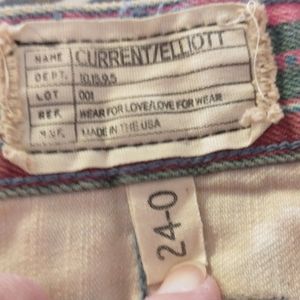 NAME CURRENT/ELLIOTT
DEPT. 10.15.9.5
LOT 001
REF. WEAR FOR LOVE/LOVE FOR WEAR
M.F. MADE IN THE USA
24-0